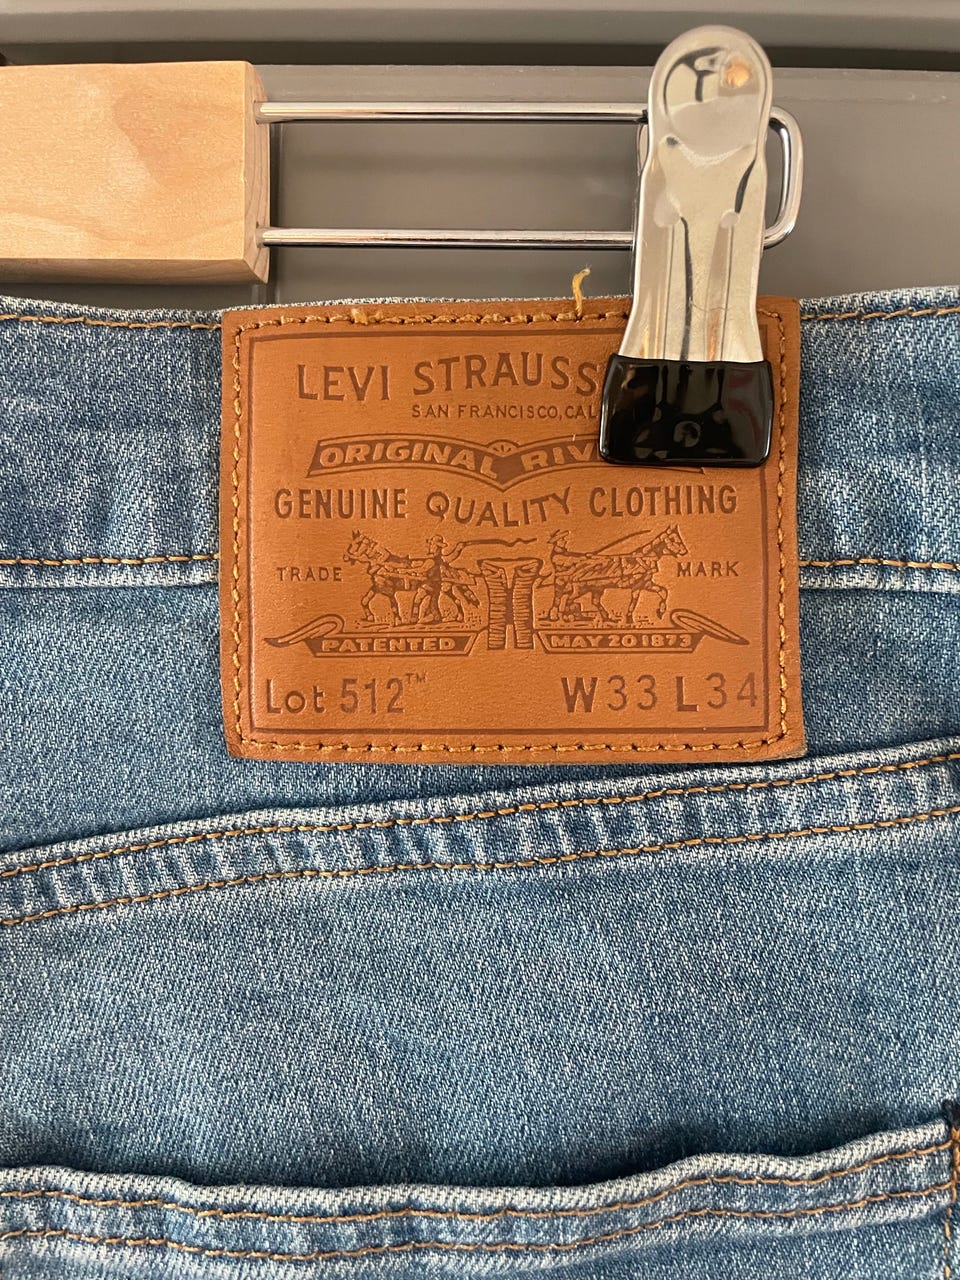 LEVI STRAUSS
SAN FRANCISCO, CAL
ORIGINAL
GENUINE QUALITY CLOTHING
TRADE MARK
PATENTED MAY 20 1873
Lot 512™ W33 L34